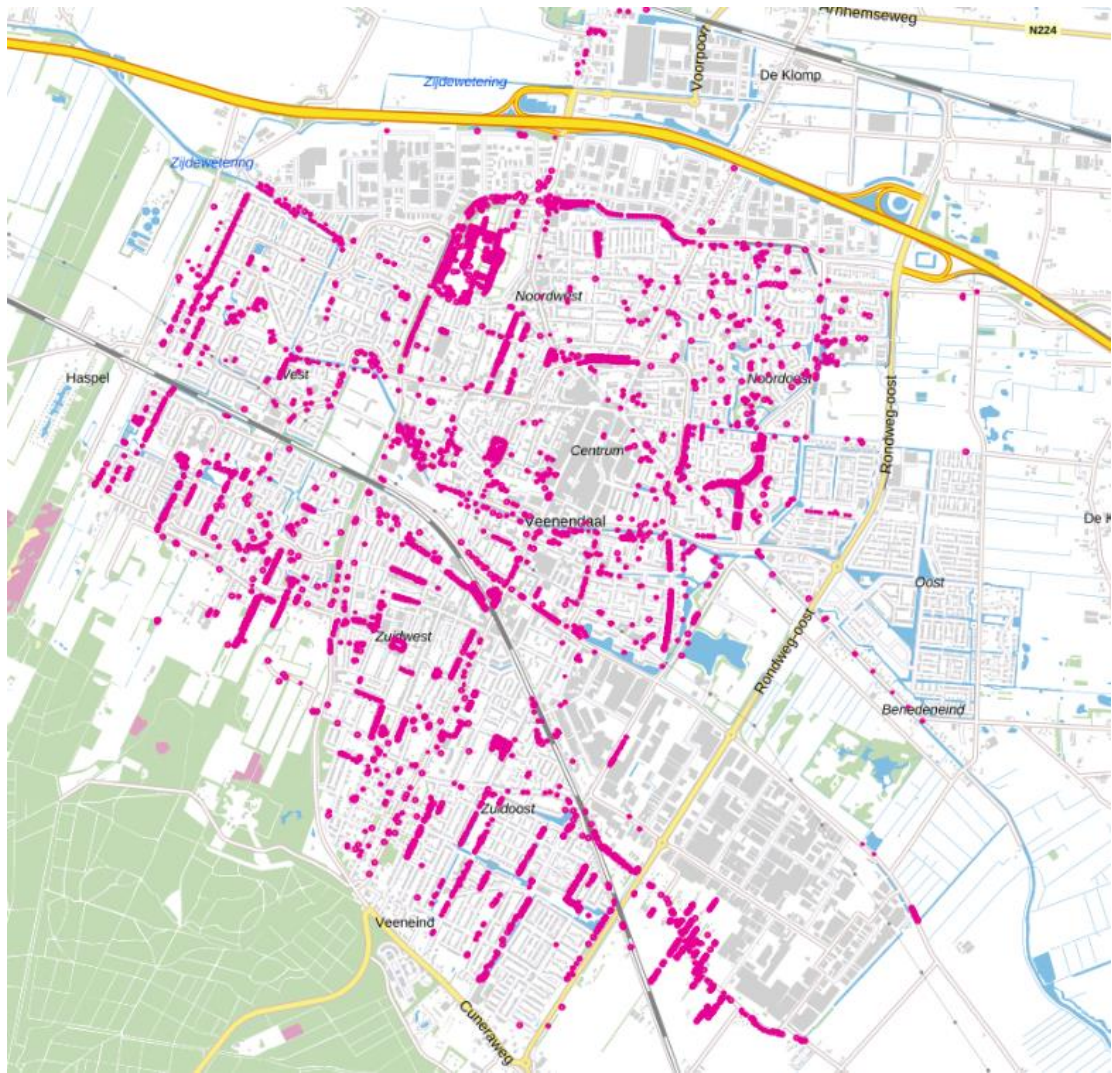 Arnhemseweg
N224
Voorpoort
De Klomp
Zijdewetering
Zijdewetering
Noordwest
Haspel
Vest
Noordoost
Rondweg-oost
Centrum
Veenendaal
De K
Oost
Zuidwest
Rondweg-oost
Benedeneind
Zuidoost
Veeneind
Cuneraweg